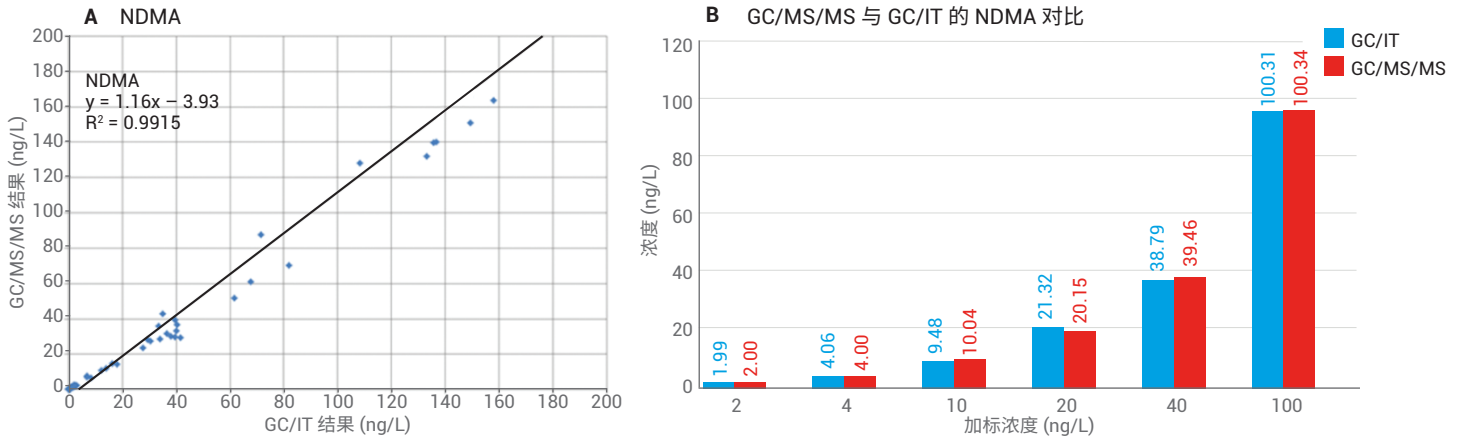 A NDMA
200
180
160
140
120
100
80
60
40
20
0
NDMA
y = 1.16x – 3.93
R² = 0.9915
GC/MS/MS 结果 (ng/L)
0 20 40 60 80 100 120 140 160 180 200
GC/IT 结果 (ng/L)
B GC/MS/MS 与 GC/IT 的 NDMA 对比
GC/IT
GC/MS/MS
120
100
80
60
40
20
0
浓度 (ng/L)
1.99
2.00
4.06
4.00
9.48
10.04
21.32
20.15
38.79
39.46
100.31
100.34
2 4 10 20 40 100
加标浓度 (ng/L)